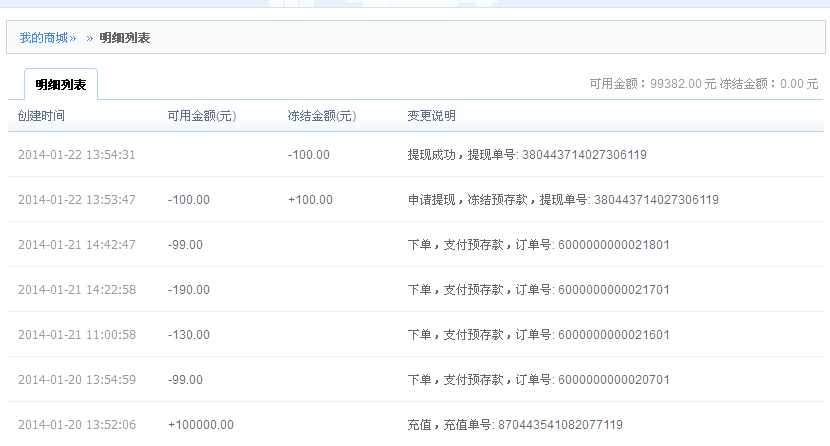 我的商城» » 明细列表
明细列表 可用金额：99382.00 元 冻结金额：0.00 元
创建时间 可用金额(元) 冻结金额(元) 变更说明
2014-01-22 13:54:31 -100.00 提现成功，提现单号: 380443714027306119
2014-01-22 13:53:47 -100.00 +100.00 申请提现，冻结预存款，提现单号: 380443714027306119
2014-01-21 14:42:47 -99.00 下单，支付预存款，订单号: 6000000000021801
2014-01-21 14:22:58 -190.00 下单，支付预存款，订单号: 6000000000021701
2014-01-21 11:00:58 -130.00 下单，支付预存款，订单号: 6000000000021601
2014-01-20 13:54:59 -99.00 下单，支付预存款，订单号: 6000000000020701
2014-01-20 13:52:06 +100000.00 充值，充值单号: 870443541082077119